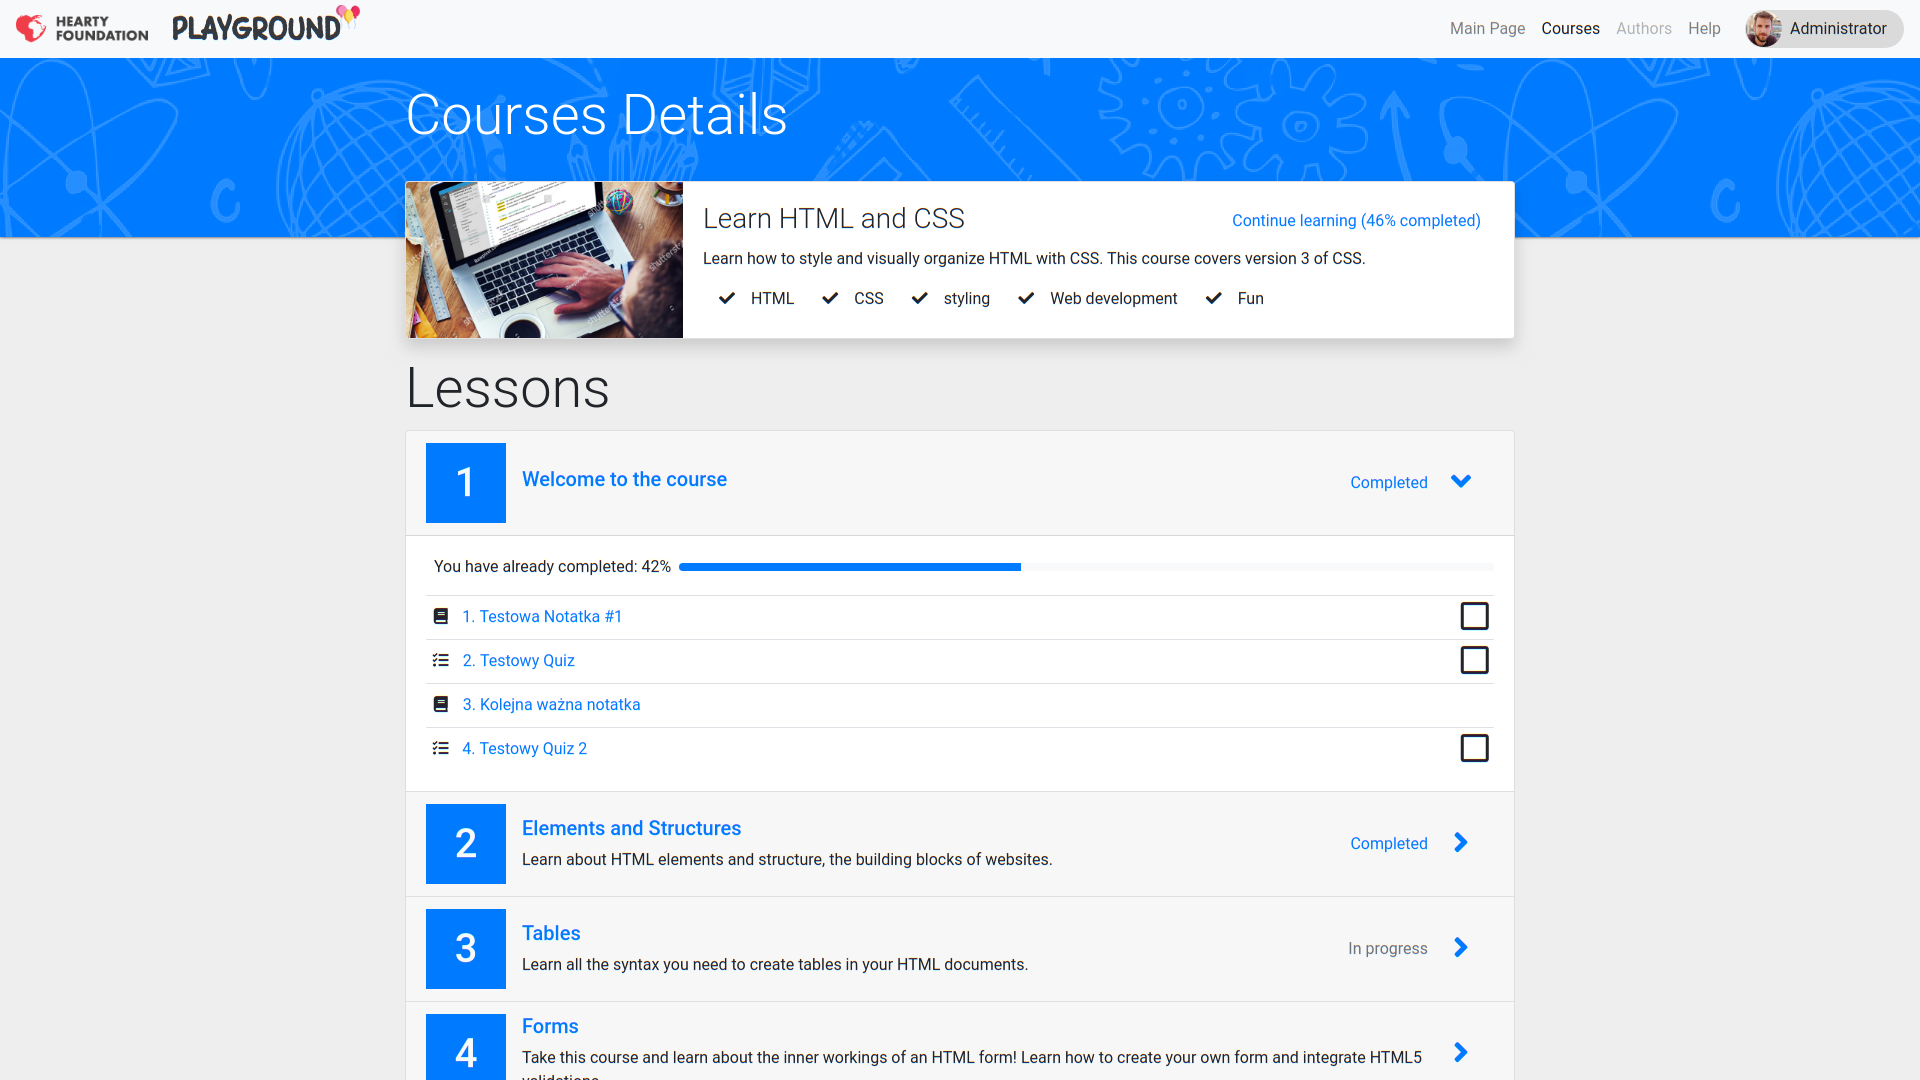 HEARTY
FOUNDATION
PLAYGROUND
Main Page
Courses
Authors
Help
Administrator
Courses Details
Learn HTML and CSS
Continue learning (46% completed)
Learn how to style and visually organize HTML with CSS. This course covers version 3 of CSS.
HTML
CSS
styling
Web development
Fun
Lessons
1
Welcome to the course
Completed
You have already completed: 42%
1. Testowa Notatka #1
2. Testowy Quiz
3. Kolejna ważna notatka
4. Testowy Quiz 2
2
Elements and Structures
Learn about HTML elements and structure, the building blocks of websites.
Completed
3
Tables
Learn all the syntax you need to create tables in your HTML documents.
In progress
4
Forms
Take this course and learn about the inner workings of an HTML form! Learn how to create your own form and integrate HTML5